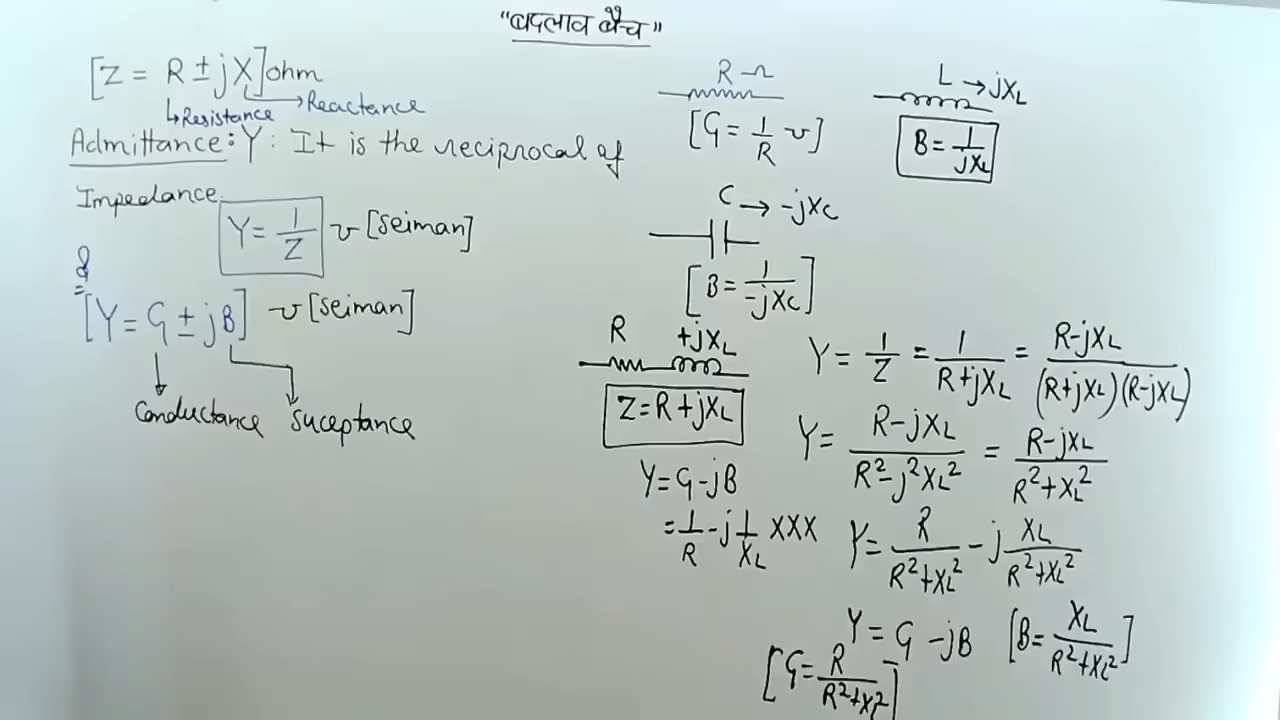 "बदलाव बैच"
[Z = R ± jX] ohm
↳Resistance →Reactance
Admittance: Y: It is the reciprocal of
Impedance.
Y = 1/Z ʊ [Seiman]
&
[Y = G ± jB] ʊ [Seiman]
Conductance Suceptance
R Ω
[G = 1/R ʊ]
L → jXL
B = 1/jXL
C → -jXc
[B = 1/-jXc]
R +jXL
Z = R + jXL
Y = G - jB
= 1/R - j 1/XL XXX
Y = 1/Z = 1/R+jXL = R-jXL/(R+jXL)(R-jXL)
Y = R-jXL/R²-j²XL² = R-jXL/R²+XL²
Y = R/R²+XL² - j XL/R²+XL²
Y = G - jB [B = XL/R²+XL²]
[G = R/R²+XL²]